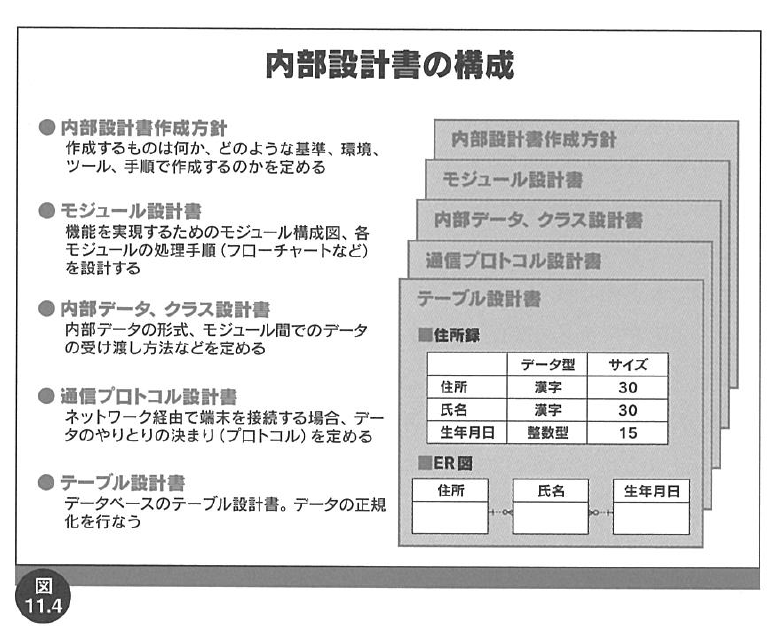 内部設計書の構成
●内部設計書作成方針
作成するものは何か、どのような基準、環境、
ツール、手順で作成するのかを定める
●モジュール設計書
機能を実現するためのモジュール構成図、各
モジュールの処理手順(フローチャートなど)
を設計する
●内部データ、クラス設計書
内部データの形式、モジュール間でのデータ
の受け渡し方法などを定める
●通信プロトコル設計書
ネットワーク経由で端末を接続する場合、デー
タのやりとりの決まり(プロトコル)を定める
●テーブル設計書
データベースのテーブル設計書。データの正規
化を行なう
内部設計書作成方針
モジュール設計書
内部データ、クラス設計書
通信プロトコル設計書
テーブル設計書
■住所録
データ型 サイズ
住所 漢字 30
氏名 漢字 30
生年月日 整数型 15
■ER図
住所 氏名 生年月日
図
11.4